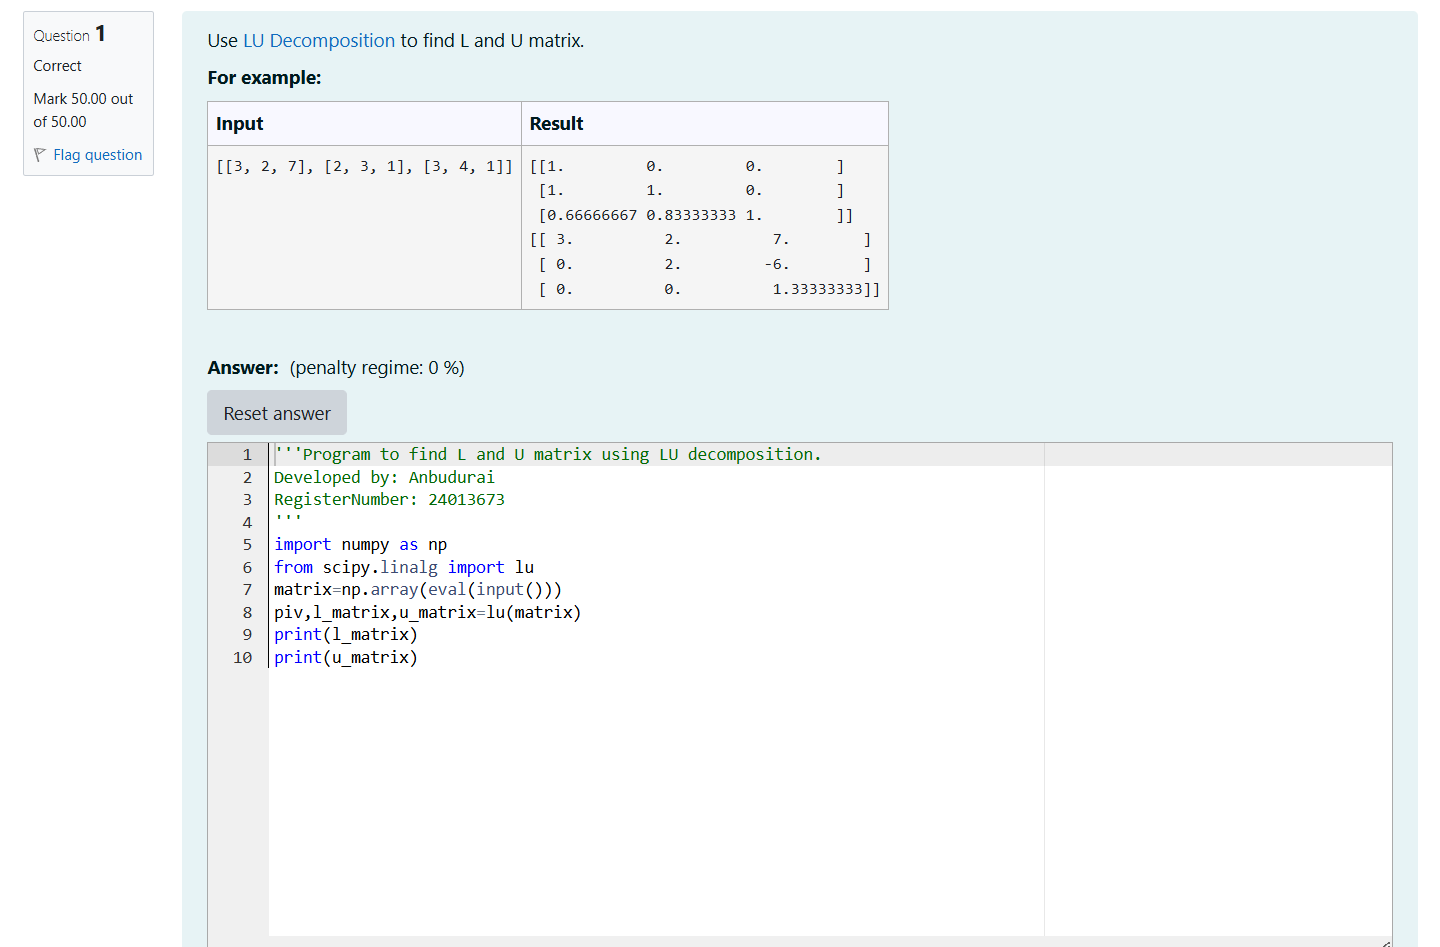 Question 1
Correct
Mark 50.00 out
of 50.00
Flag question
Use LU Decomposition to find L and U matrix.
For example:
Input Result
[[3, 2, 7], [2, 3, 1], [3, 4, 1]] [[1.         0.         0.        ]
[1.         1.         0.        ]
[0.66666667 0.83333333 1.        ]]
[[ 3.          2.          7.        ]
[ 0.          2.         -6.        ]
[ 0.          0.          1.33333333]]
Answer: (penalty regime: 0 %)
Reset answer
1 '''Program to find L and U matrix using LU decomposition.
2 Developed by: Anbudurai
3 RegisterNumber: 24013673
4 '''
5 import numpy as np
6 from scipy.linalg import lu
7 matrix=np.array(eval(input()))
8 piv,l_matrix,u_matrix=lu(matrix)
9 print(l_matrix)
10 print(u_matrix)